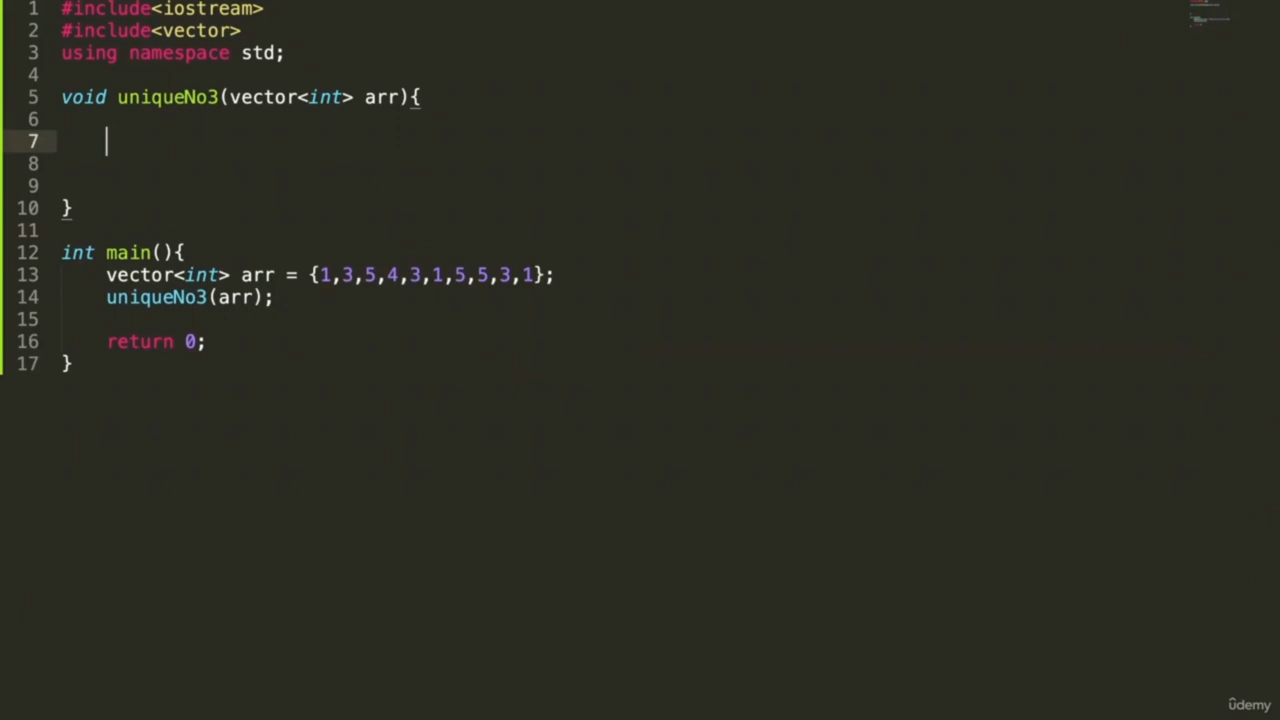 1 #include<iostream>
2 #include<vector>
3 using namespace std;
4
5 void uniqueNo3(vector<int> arr){
6
7
8
9
10 }
11
12 int main(){
13 vector<int> arr = {1,3,5,4,3,1,5,5,3,1};
14 uniqueNo3(arr);
15
16 return 0;
17 }
ûdemy